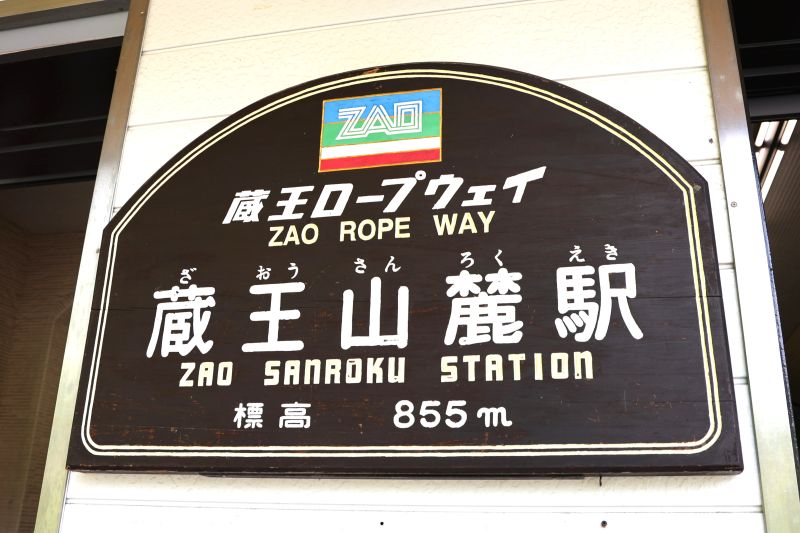 ZAO
蔵王ロープウェイ
ZAO ROPE WAY
ざ おう さん ろく えき
蔵王山麓駅
ZAO SANROKU STATION
標高 855m